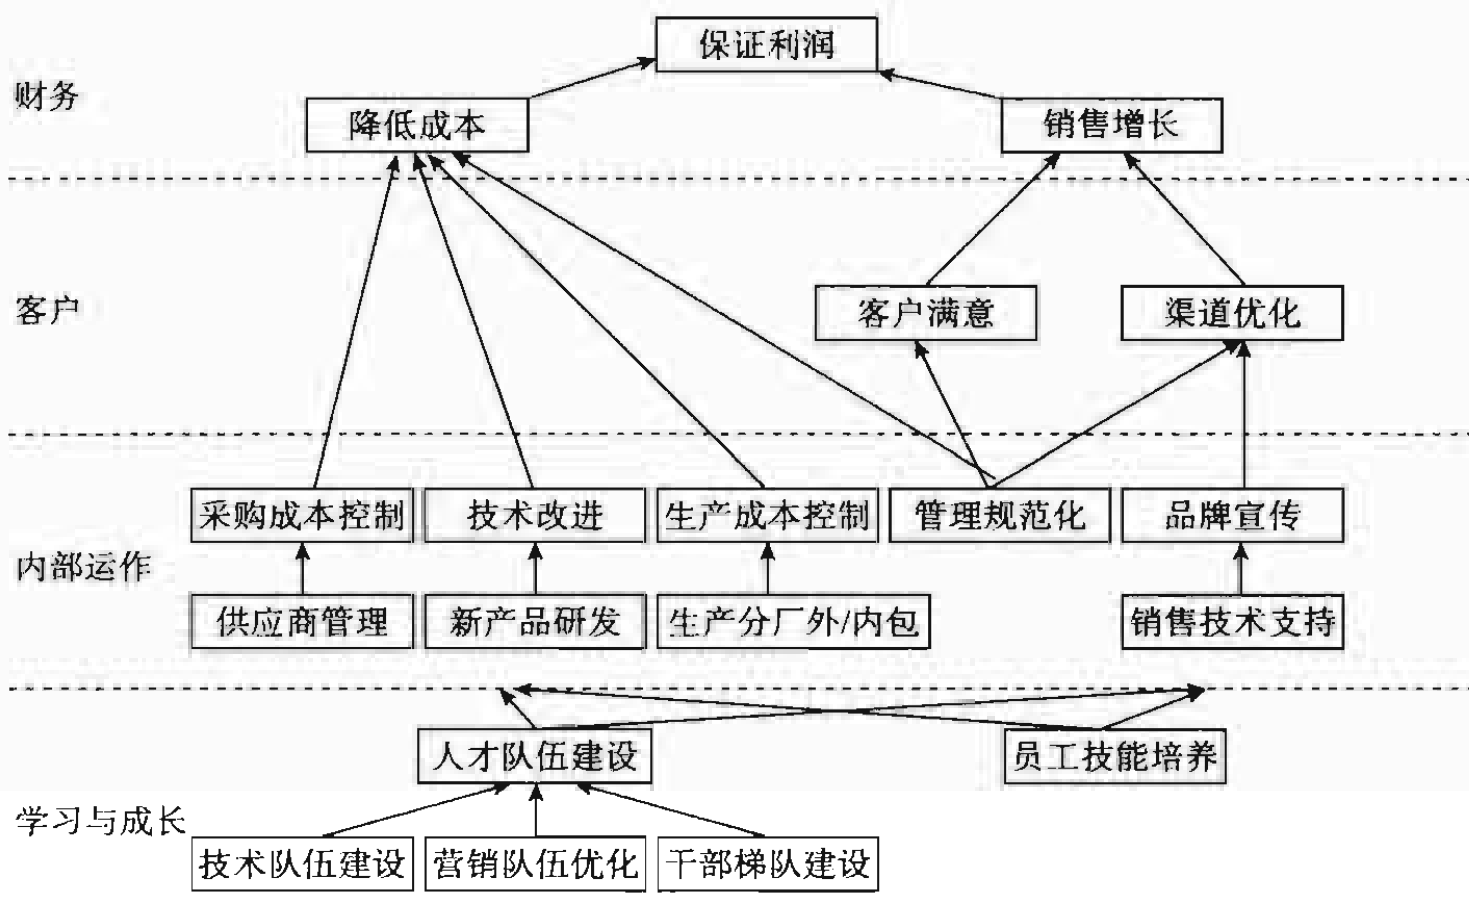 保证利润
财务
降低成本
销售增长
客户
客户满意
渠道优化
采购成本控制
技术改进
生产成本控制
管理规范化
品牌宣传
内部运作
供应商管理
新产品研发
生产分厂外/内包
销售技术支持
人才队伍建设
员工技能培养
学习与成长
技术队伍建设
营销队伍优化
干部梯队建设